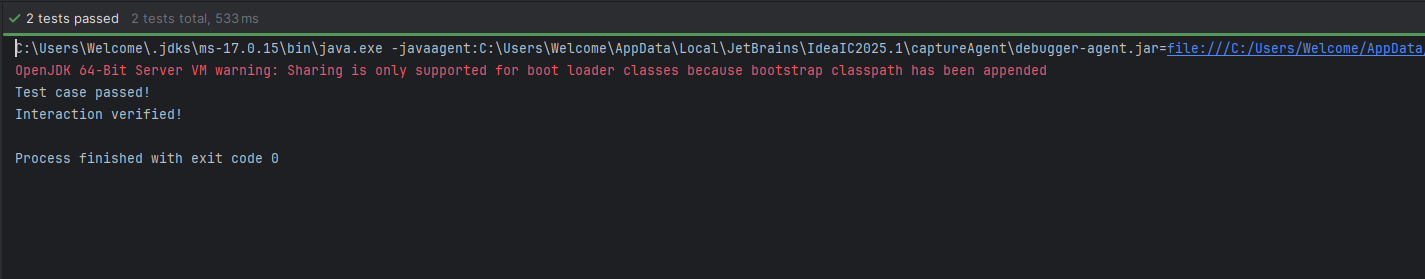 2 tests passed 2 tests total, 533 ms
C:\Users\Welcome\.jdks\ms-17.0.15\bin\java.exe -javaagent:C:\Users\Welcome\AppData\Local\JetBrains\IdeaIC2025.1\captureAgent\debugger-agent.jar=file:///C:/Users/Welcome/AppData
OpenJDK 64-Bit Server VM warning: Sharing is only supported for boot loader classes because bootstrap classpath has been appended
Test case passed!
Interaction verified!
Process finished with exit code 0